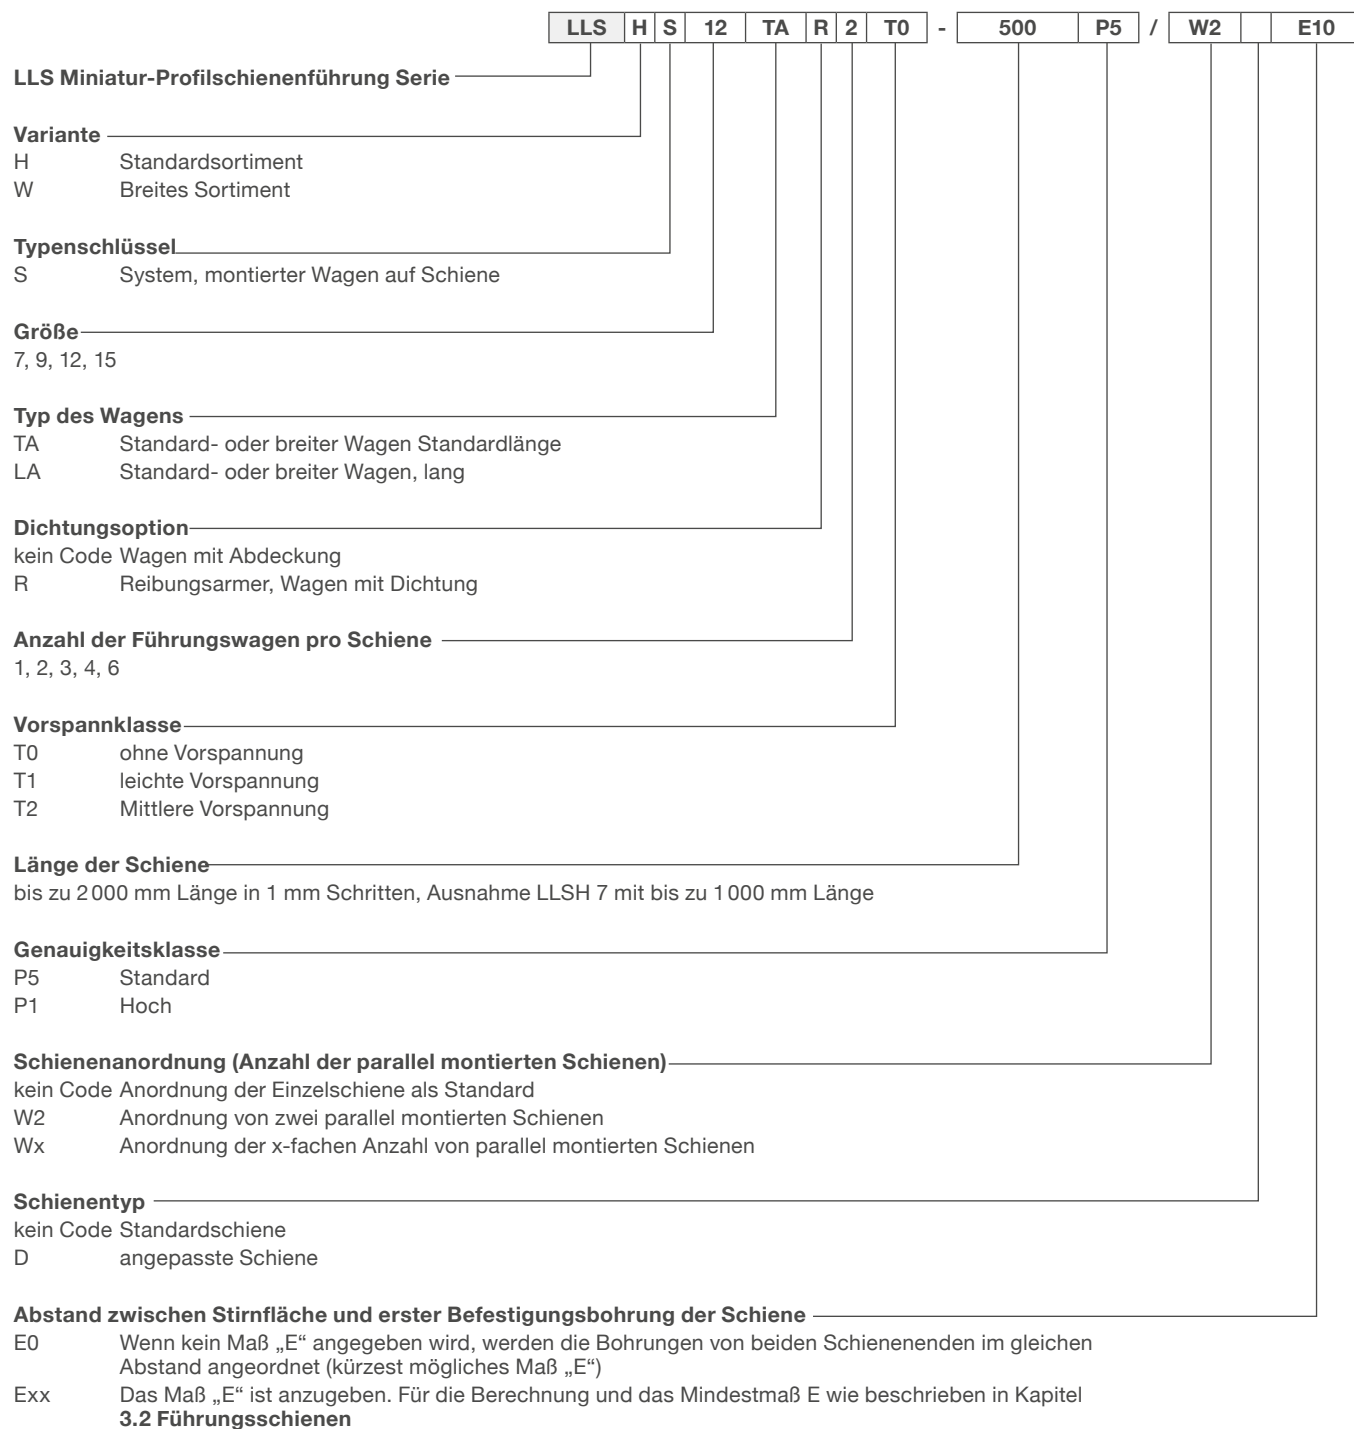 LLS H S 12 TA R 2 T0 - 500 P5 / W2 E10
LLS Miniatur-Profilschienenführung Serie
Variante
H Standardsortiment
W Breites Sortiment
Typenschlüssel
S System, montierter Wagen auf Schiene
Größe
7, 9, 12, 15
Typ des Wagens
TA Standard- oder breiter Wagen Standardlänge
LA Standard- oder breiter Wagen, lang
Dichtungsoption
kein Code Wagen mit Abdeckung
R Reibungsarmer, Wagen mit Dichtung
Anzahl der Führungswagen pro Schiene
1, 2, 3, 4, 6
Vorspannklasse
T0 ohne Vorspannung
T1 leichte Vorspannung
T2 Mittlere Vorspannung
Länge der Schiene
bis zu 2 000 mm Länge in 1 mm Schritten, Ausnahme LLSH 7 mit bis zu 1 000 mm Länge
Genauigkeitsklasse
P5 Standard
P1 Hoch
Schienenanordnung (Anzahl der parallel montierten Schienen)
kein Code Anordnung der Einzelschiene als Standard
W2 Anordnung von zwei parallel montierten Schienen
Wx Anordnung der x-fachen Anzahl von parallel montierten Schienen
Schienentyp
kein Code Standardschiene
D angepasste Schiene
Abstand zwischen Stirnfläche und erster Befestigungsbohrung der Schiene
E0 Wenn kein Maß „E“ angegeben wird, werden die Bohrungen von beiden Schienenenden im gleichen
Abstand angeordnet (kürzest mögliches Maß „E“)
Exx Das Maß „E“ ist anzugeben. Für die Berechnung und das Mindestmaß E wie beschrieben in Kapitel
3.2 Führungsschienen